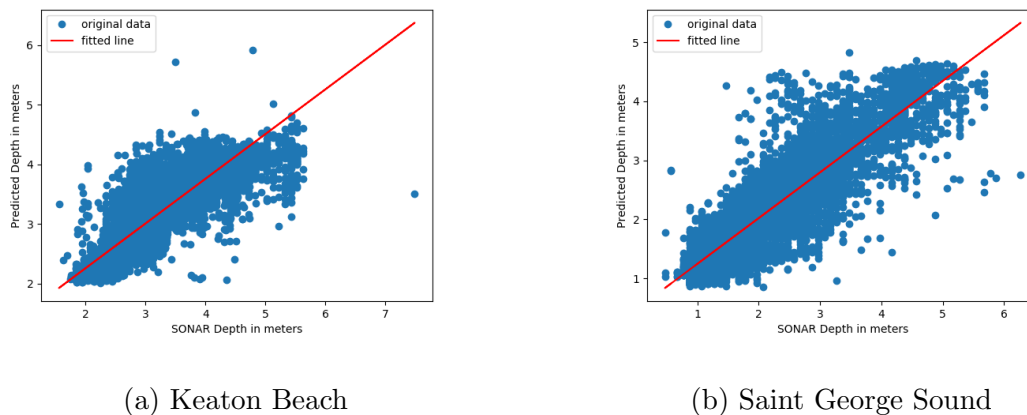 original data
fitted line
6
5
4
3
2
Predicted Depth in meters
2 3 4 5 6 7
SONAR Depth in meters
(a) Keaton Beach
original data
fitted line
5
4
3
2
1
Predicted Depth in meters
1 2 3 4 5 6
SONAR Depth in meters
(b) Saint George Sound